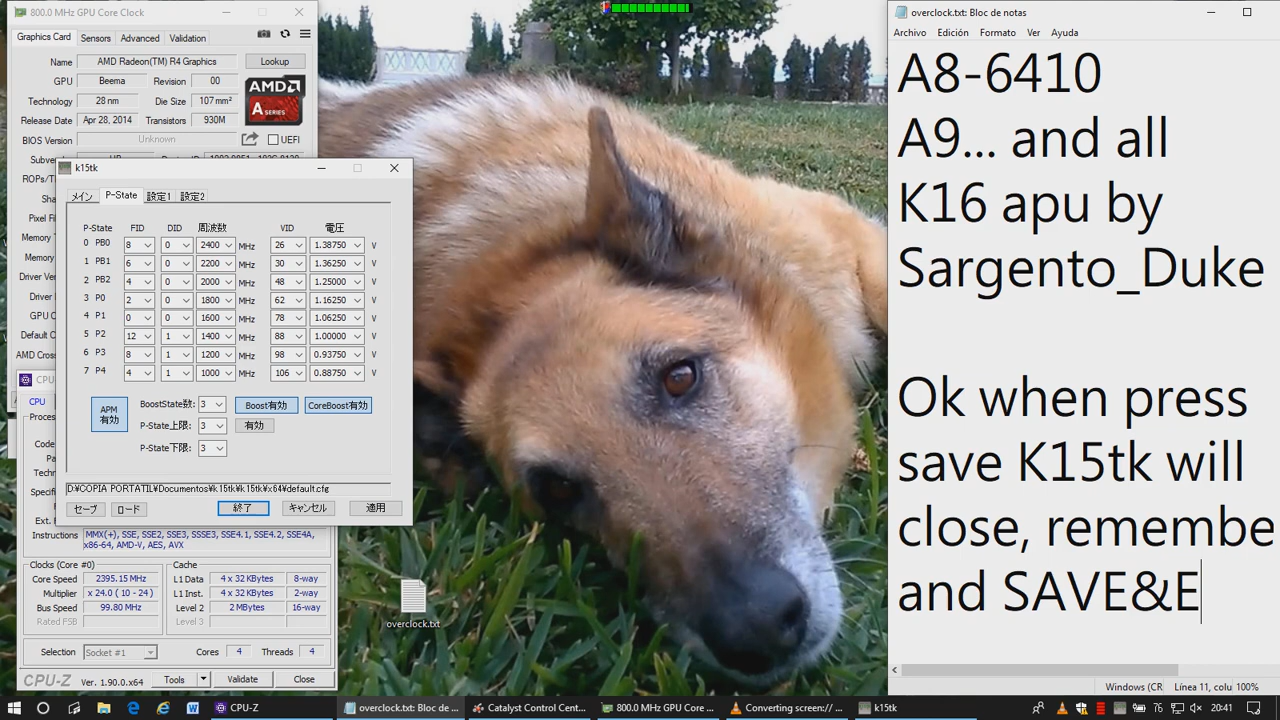 800.0 MHz GPU Core Clock
Graphics Card Sensors Advanced Validation
Name AMD Radeon(TM) R4 Graphics Lookup
GPU Beema Revision 00
Technology 28 nm Die Size 107 mm²
Release Date Apr 28, 2014 Transistors 930M
BIOS Version Unknown UEFI
AMD
A SERIES
k15tk
メイン P-State 設定1 設定2
P-State FID DID 周波数 VID 電圧
0 PB0 8 0 2400 MHz 26 1.38750 V
1 PB1 6 0 2200 MHz 30 1.36250 V
2 PB2 4 0 2000 MHz 48 1.25000 V
3 P0 2 0 1800 MHz 62 1.16250 V
4 P1 0 0 1600 MHz 78 1.06250 V
5 P2 12 1 1400 MHz 88 1.00000 V
6 P3 8 1 1200 MHz 98 0.93750 V
7 P4 4 1 1000 MHz 106 0.88750 V
APM
有効
BoostState数: 3 Boost有効 CoreBoost有効
P-State上限: 3 有効
P-State下限: 3
D:¥COPIA PORTATIL¥Documentos¥k15tk¥k15tk¥x64¥default.cfg
セーブ ロード 終了 キャンセル 適用
CPU
Instructions MMX(+), SSE, SSE2, SSE3, SSSE3, SSE4.1, SSE4.2, SSE4A,
x86-64, AMD-V, AES, AVX
Clocks (Core #0) Cache
Core Speed 2395.15 MHz L1 Data 4 x 32 KBytes 8-way
Multiplier x 24.0 ( 10 - 24 ) L1 Inst. 4 x 32 KBytes 2-way
Bus Speed 99.80 MHz Level 2 2 MBytes 16-way
Rated FSB Level 3
Selection Socket #1 Cores 4 Threads 4
CPU-Z Ver. 1.90.0.x64 Tools Validate Close
overclock.txt
overclock.txt: Bloc de notas
Archivo Edición Formato Ver Ayuda
A8-6410
A9... and all
K16 apu by
Sargento_Duke
Ok when press
save K15tk will
close, remembe
and SAVE&E
Windows (CR Línea 11, colu 100%
CPU-Z overclock.txt: Bloc de ... Catalyst Control Cent... 800.0 MHz GPU Core ... Converting screen:// ... k15tk 76 20:41